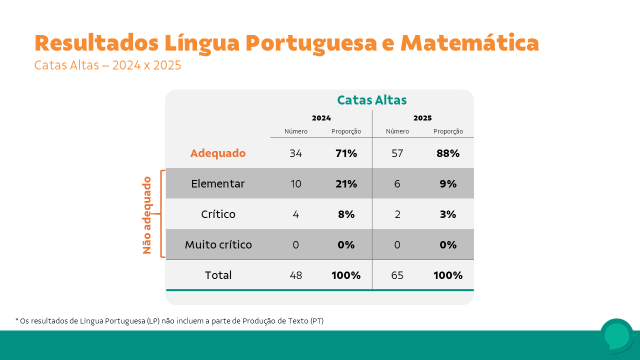 Resultados Língua Portuguesa e Matemática
Catas Altas – 2024 x 2025
Catas Altas
2024 2025
Número Proporção Número Proporção
Adequado 34 71% 57 88%
Elementar 10 21% 6 9%
Crítico 4 8% 2 3%
Muito crítico 0 0% 0 0%
Total 48 100% 65 100%
Não adequado
* Os resultados de Língua Portuguesa (LP) não incluem a parte de Produção de Texto (PT)